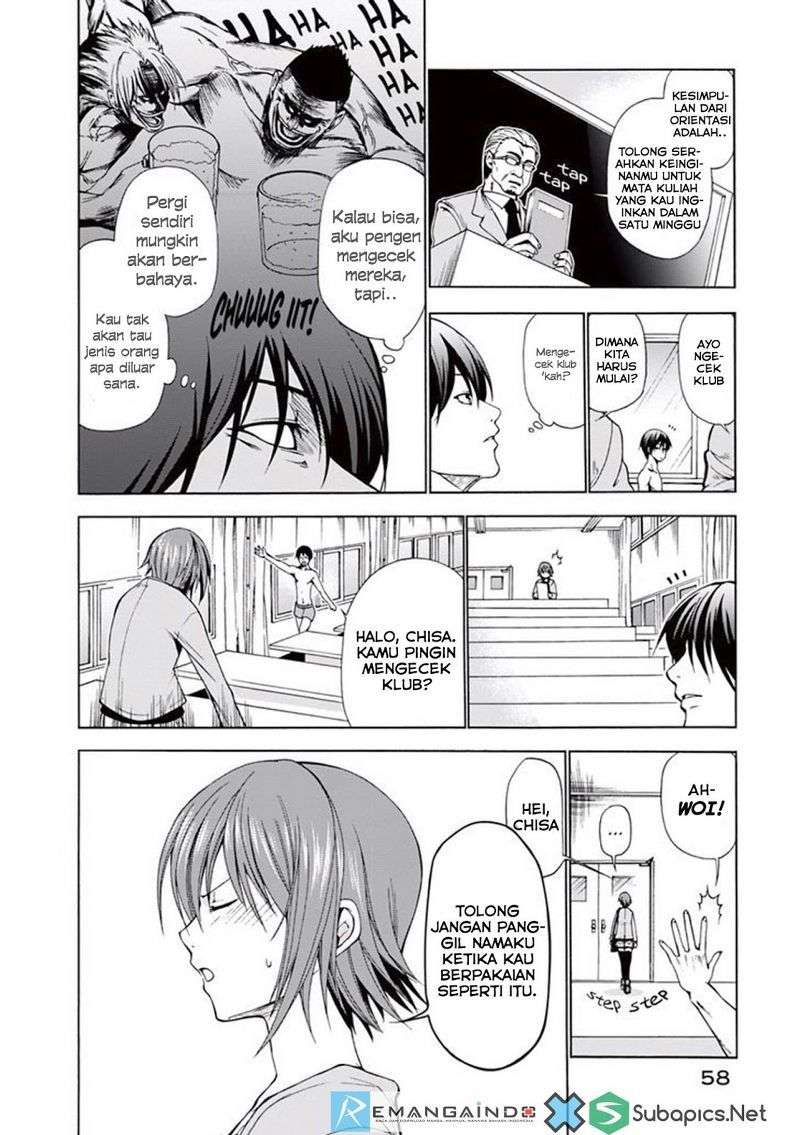 KESIMPU-
LAN DARI
ORIENTASI
ADALAH..
TOLONG SER-
AHKAN KEINGI-
NANMU UNTUK
MATA KULIAH
YANG KAU ING-
INKAN DALAM
SATU MINGGU
tap
tap
AYO
NGE-
CEK
KLUB
DIMANA
KITA
HARUS
MULAI?
Menge-
cek klub
'kah?
HA HA HA HA HA HA HA
Kalau bisa,
aku pengen
mengecek
mereka,
tapi..
Pergi
sendiri
mungkin
akan ber-
bahaya.
Kau tak
akan tau
jenis orang
apa diluar
sana.
CHUUUG IIT!
...
HALO, CHISA.
KAMU PINGIN
MENGECEK
KLUB?
AH-
WOI!
...
step step
HEI,
CHISA
TOLONG
JANGAN PANG-
GIL NAMAKU
KETIKA KAU
BERPAKAIAN
SEPERTI ITU.
58
REMANGAINDO
Subapics.Net